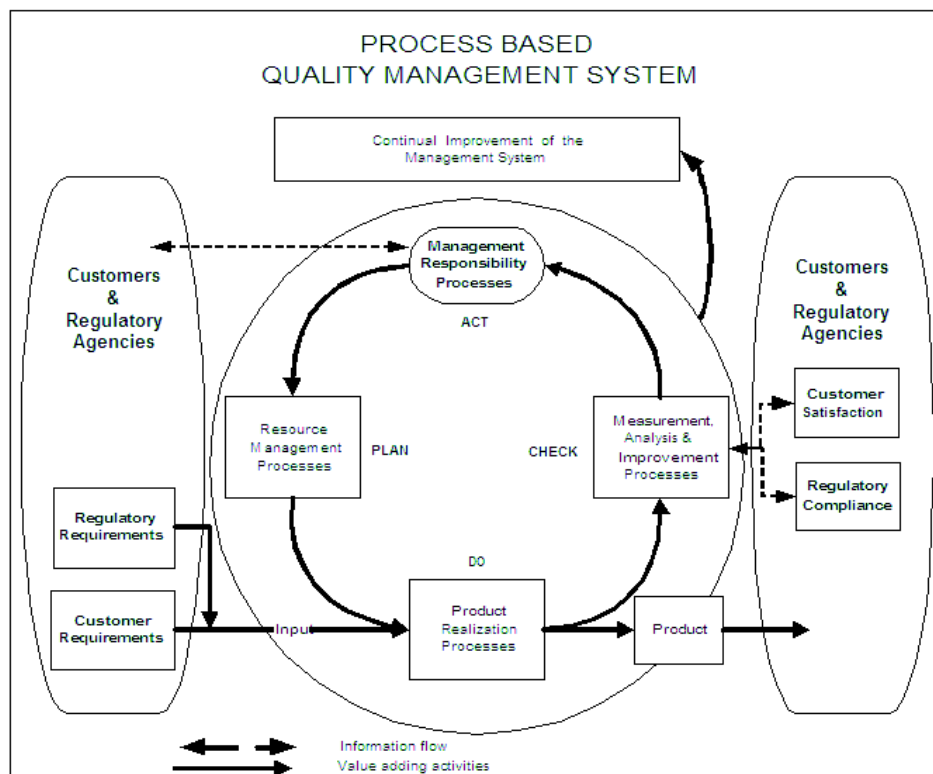 PROCESS BASED
QUALITY MANAGEMENT SYSTEM
Continual Improvement of the
Management System
Customers
&
Regulatory
Agencies
Management
Responsibility
Processes
ACT
Customers
&
Regulatory
Agencies
Resource
Management
Processes
PLAN
CHECK
Measurement,
Analysis &
Improvement
Processes
Customer
Satisfaction
Regulatory
Compliance
Regulatory
Requirements
Customer
Requirements
Input
DO
Product
Realization
Processes
Product
Information flow
Value adding activities